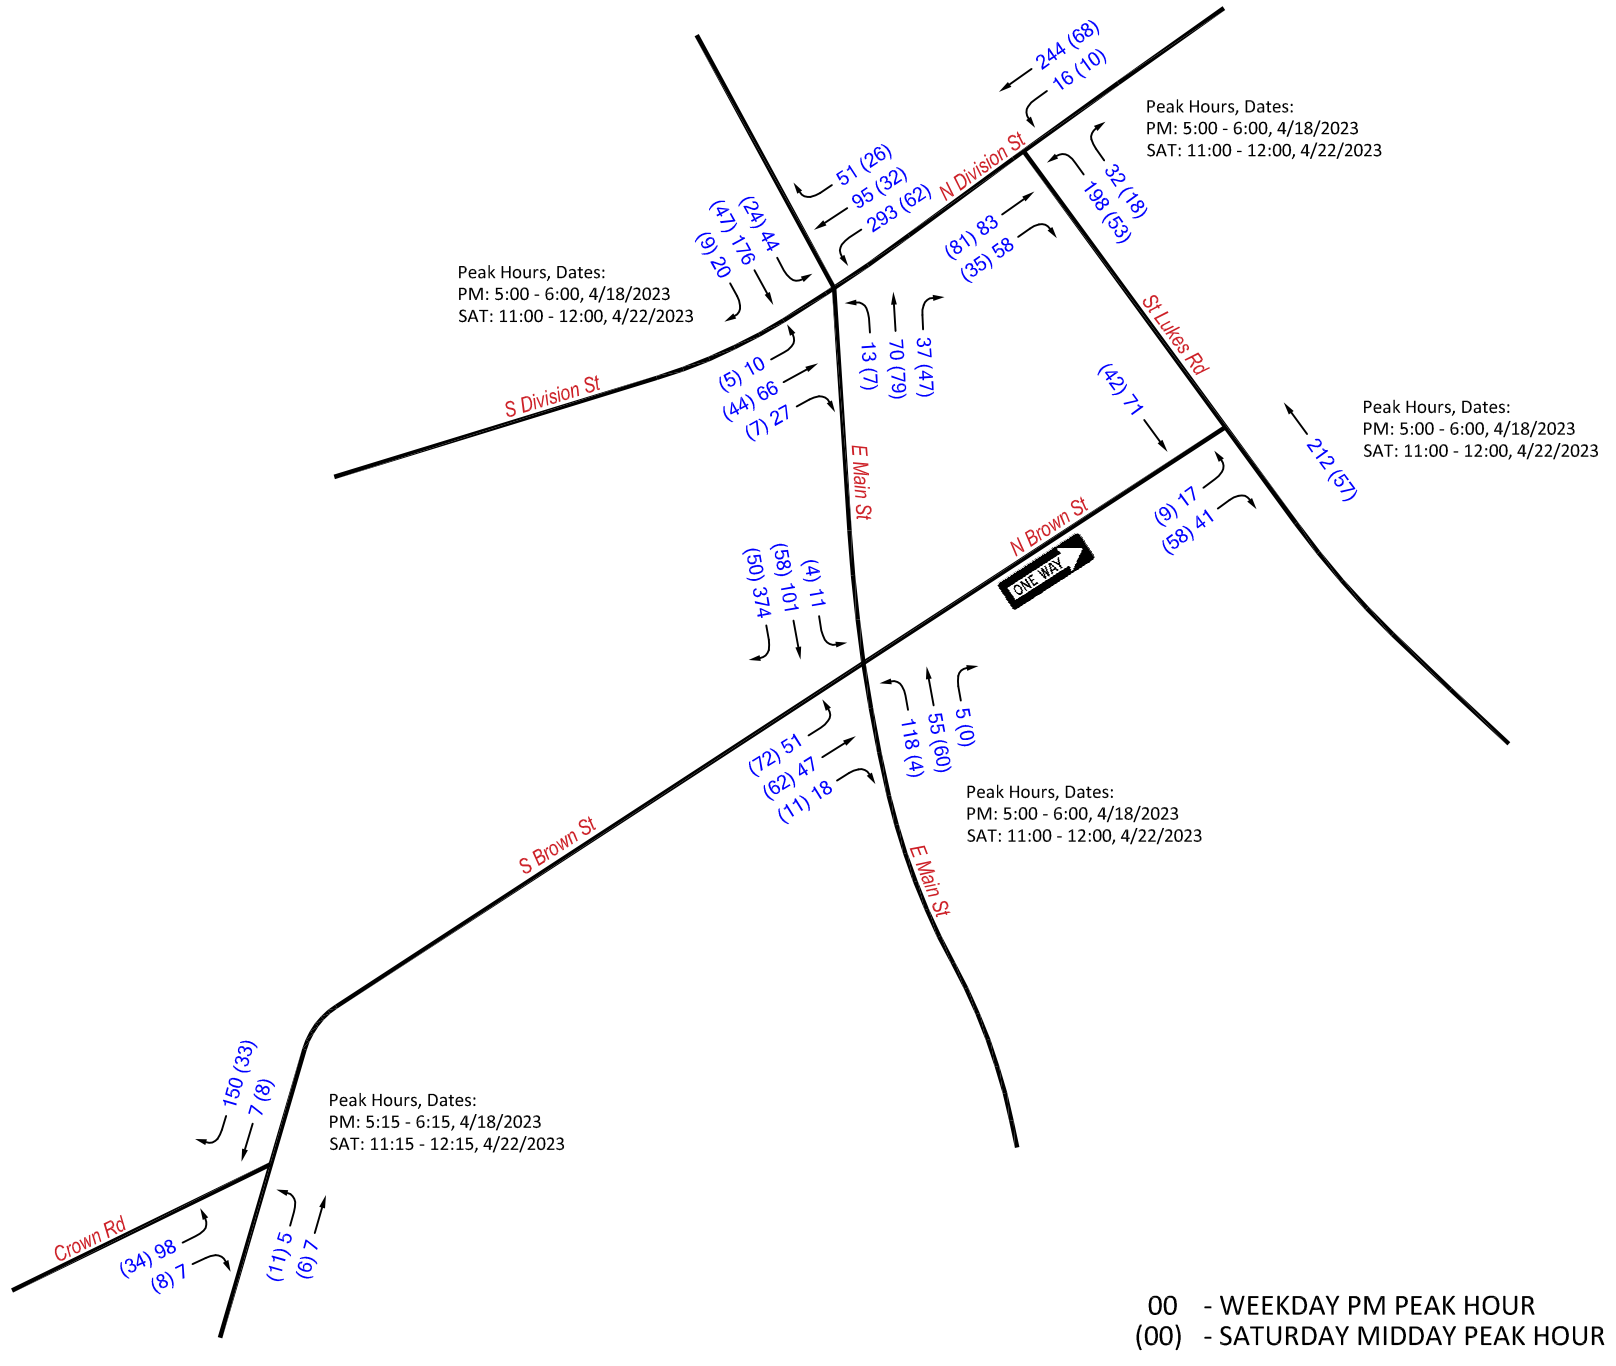 244 (68)
16 (10)
Peak Hours, Dates:
PM: 5:00 - 6:00, 4/18/2023
SAT: 11:00 - 12:00, 4/22/2023
N Division St
32 (18)
198 (53)
51 (26)
95 (32)
293 (62)
(24) 44
(47) 176
(9) 20
(81) 83
(35) 58
Peak Hours, Dates:
PM: 5:00 - 6:00, 4/18/2023
SAT: 11:00 - 12:00, 4/22/2023
St Lukes Rd
13 (7)
70 (79)
37 (47)
(5) 10
(44) 66
(7) 27
S Division St
(42) 71
212 (57)
Peak Hours, Dates:
PM: 5:00 - 6:00, 4/18/2023
SAT: 11:00 - 12:00, 4/22/2023
E Main St
(9) 17
(58) 41
N Brown St
ONE WAY
(4) 11
(58) 101
(50) 374
118 (4)
55 (60)
5 (0)
(72) 51
(62) 47
(11) 18
Peak Hours, Dates:
PM: 5:00 - 6:00, 4/18/2023
SAT: 11:00 - 12:00, 4/22/2023
S Brown St
E Main St
150 (33)
7 (8)
Peak Hours, Dates:
PM: 5:15 - 6:15, 4/18/2023
SAT: 11:15 - 12:15, 4/22/2023
Crown Rd
(34) 98
(8) 7
(11) 5
(6) 7
00 - WEEKDAY PM PEAK HOUR
(00) - SATURDAY MIDDAY PEAK HOUR